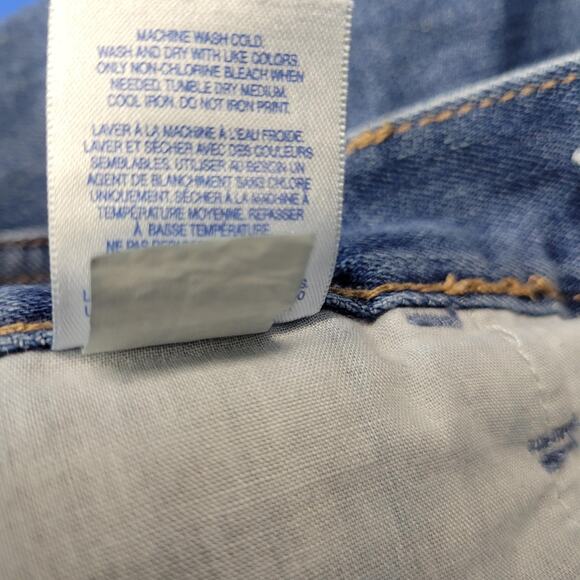 MACHINE WASH COLD.
WASH AND DRY WITH LIKE COLORS.
ONLY NON-CHLORINE BLEACH WHEN
NEEDED. TUMBLE DRY MEDIUM.
COOL IRON. DO NOT IRON PRINT.
LAVER À LA MACHINE À L'EAU FROIDE.
LAVER ET SÉCHER AVEC DES COULEURS
SEMBLABLES. UTILISER AU BESOIN UN
AGENT DE BLANCHIMENT SANS CHLORE
UNIQUEMENT. SÉCHER À LA MACHINE À
TEMPÉRATURE MOYENNE. REPASSER
À BASSE TEMPÉRATURE.
NE PAS